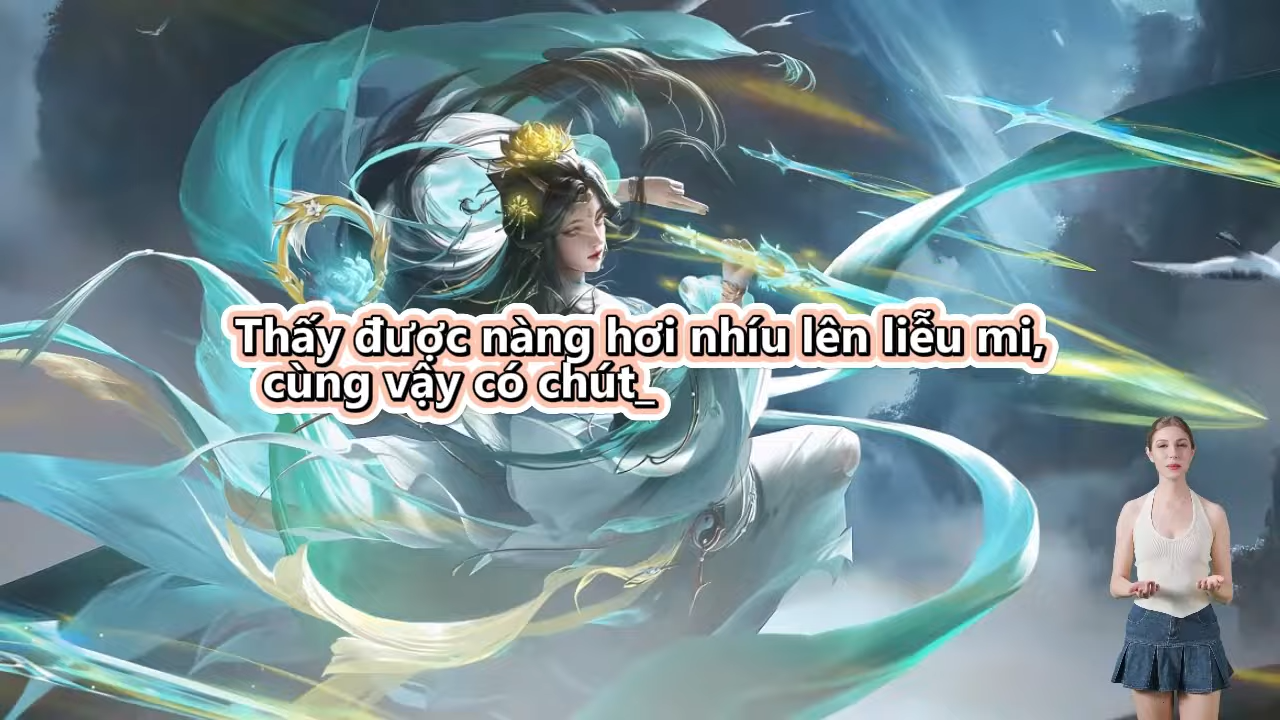 Thấy được nàng hơi nhíu lên liễu mi,
cùng vậy có chút_